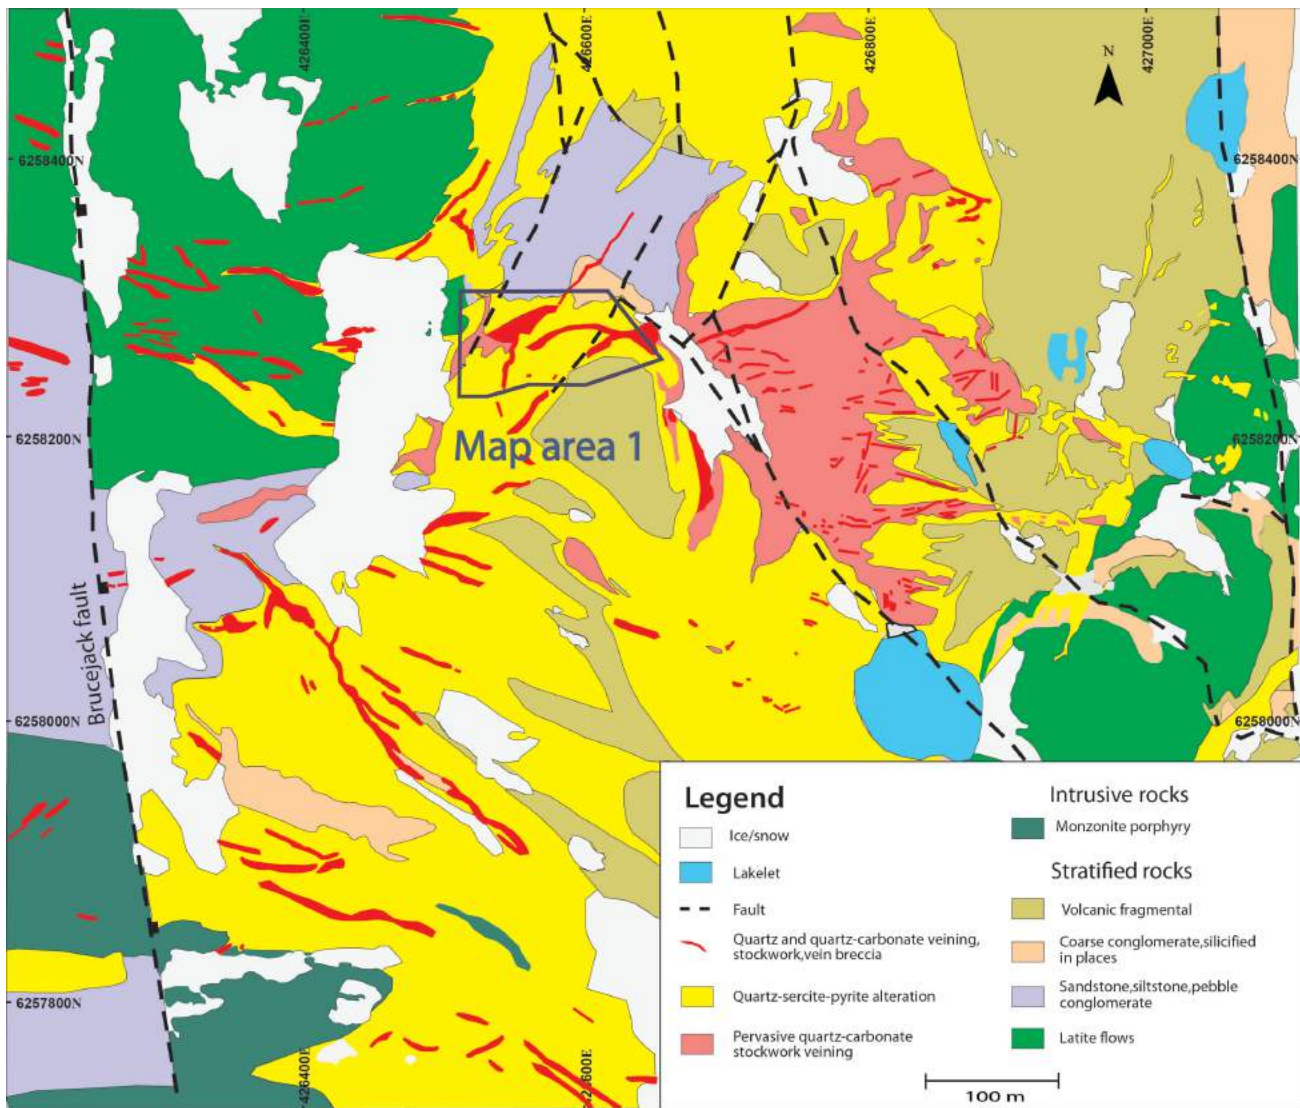 426400E
426600E
426800E
427000E
N
6258400N
6258400N
Map area 1
6258200N
Brucejack fault
6258000N
6258000N
6257800N
426400E
426600E
Legend
Ice/snow
Lakelet
Fault
Quartz and quartz-carbonate veining,
stockwork,vein breccia
Quartz-sercite-pyrite alteration
Pervasive quartz-carbonate
stockwork veining
Intrusive rocks
Monzonite porphyry
Stratified rocks
Volcanic fragmental
Coarse conglomerate,silicified
in places
Sandstone,siltstone,pebble
conglomerate
Latite flows
100 m
6258200N